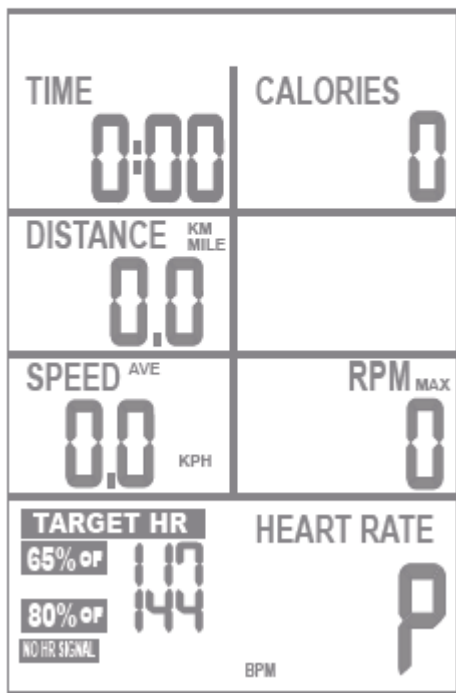 TIME
0:00
CALORIES
0
DISTANCE KM MILE
0.0
SPEED AVE
0.0 KPH
RPM MAX
0
TARGET HR
65% OF 117
80% OF 144
NO HR SIGNAL
HEART RATE
P
BPM